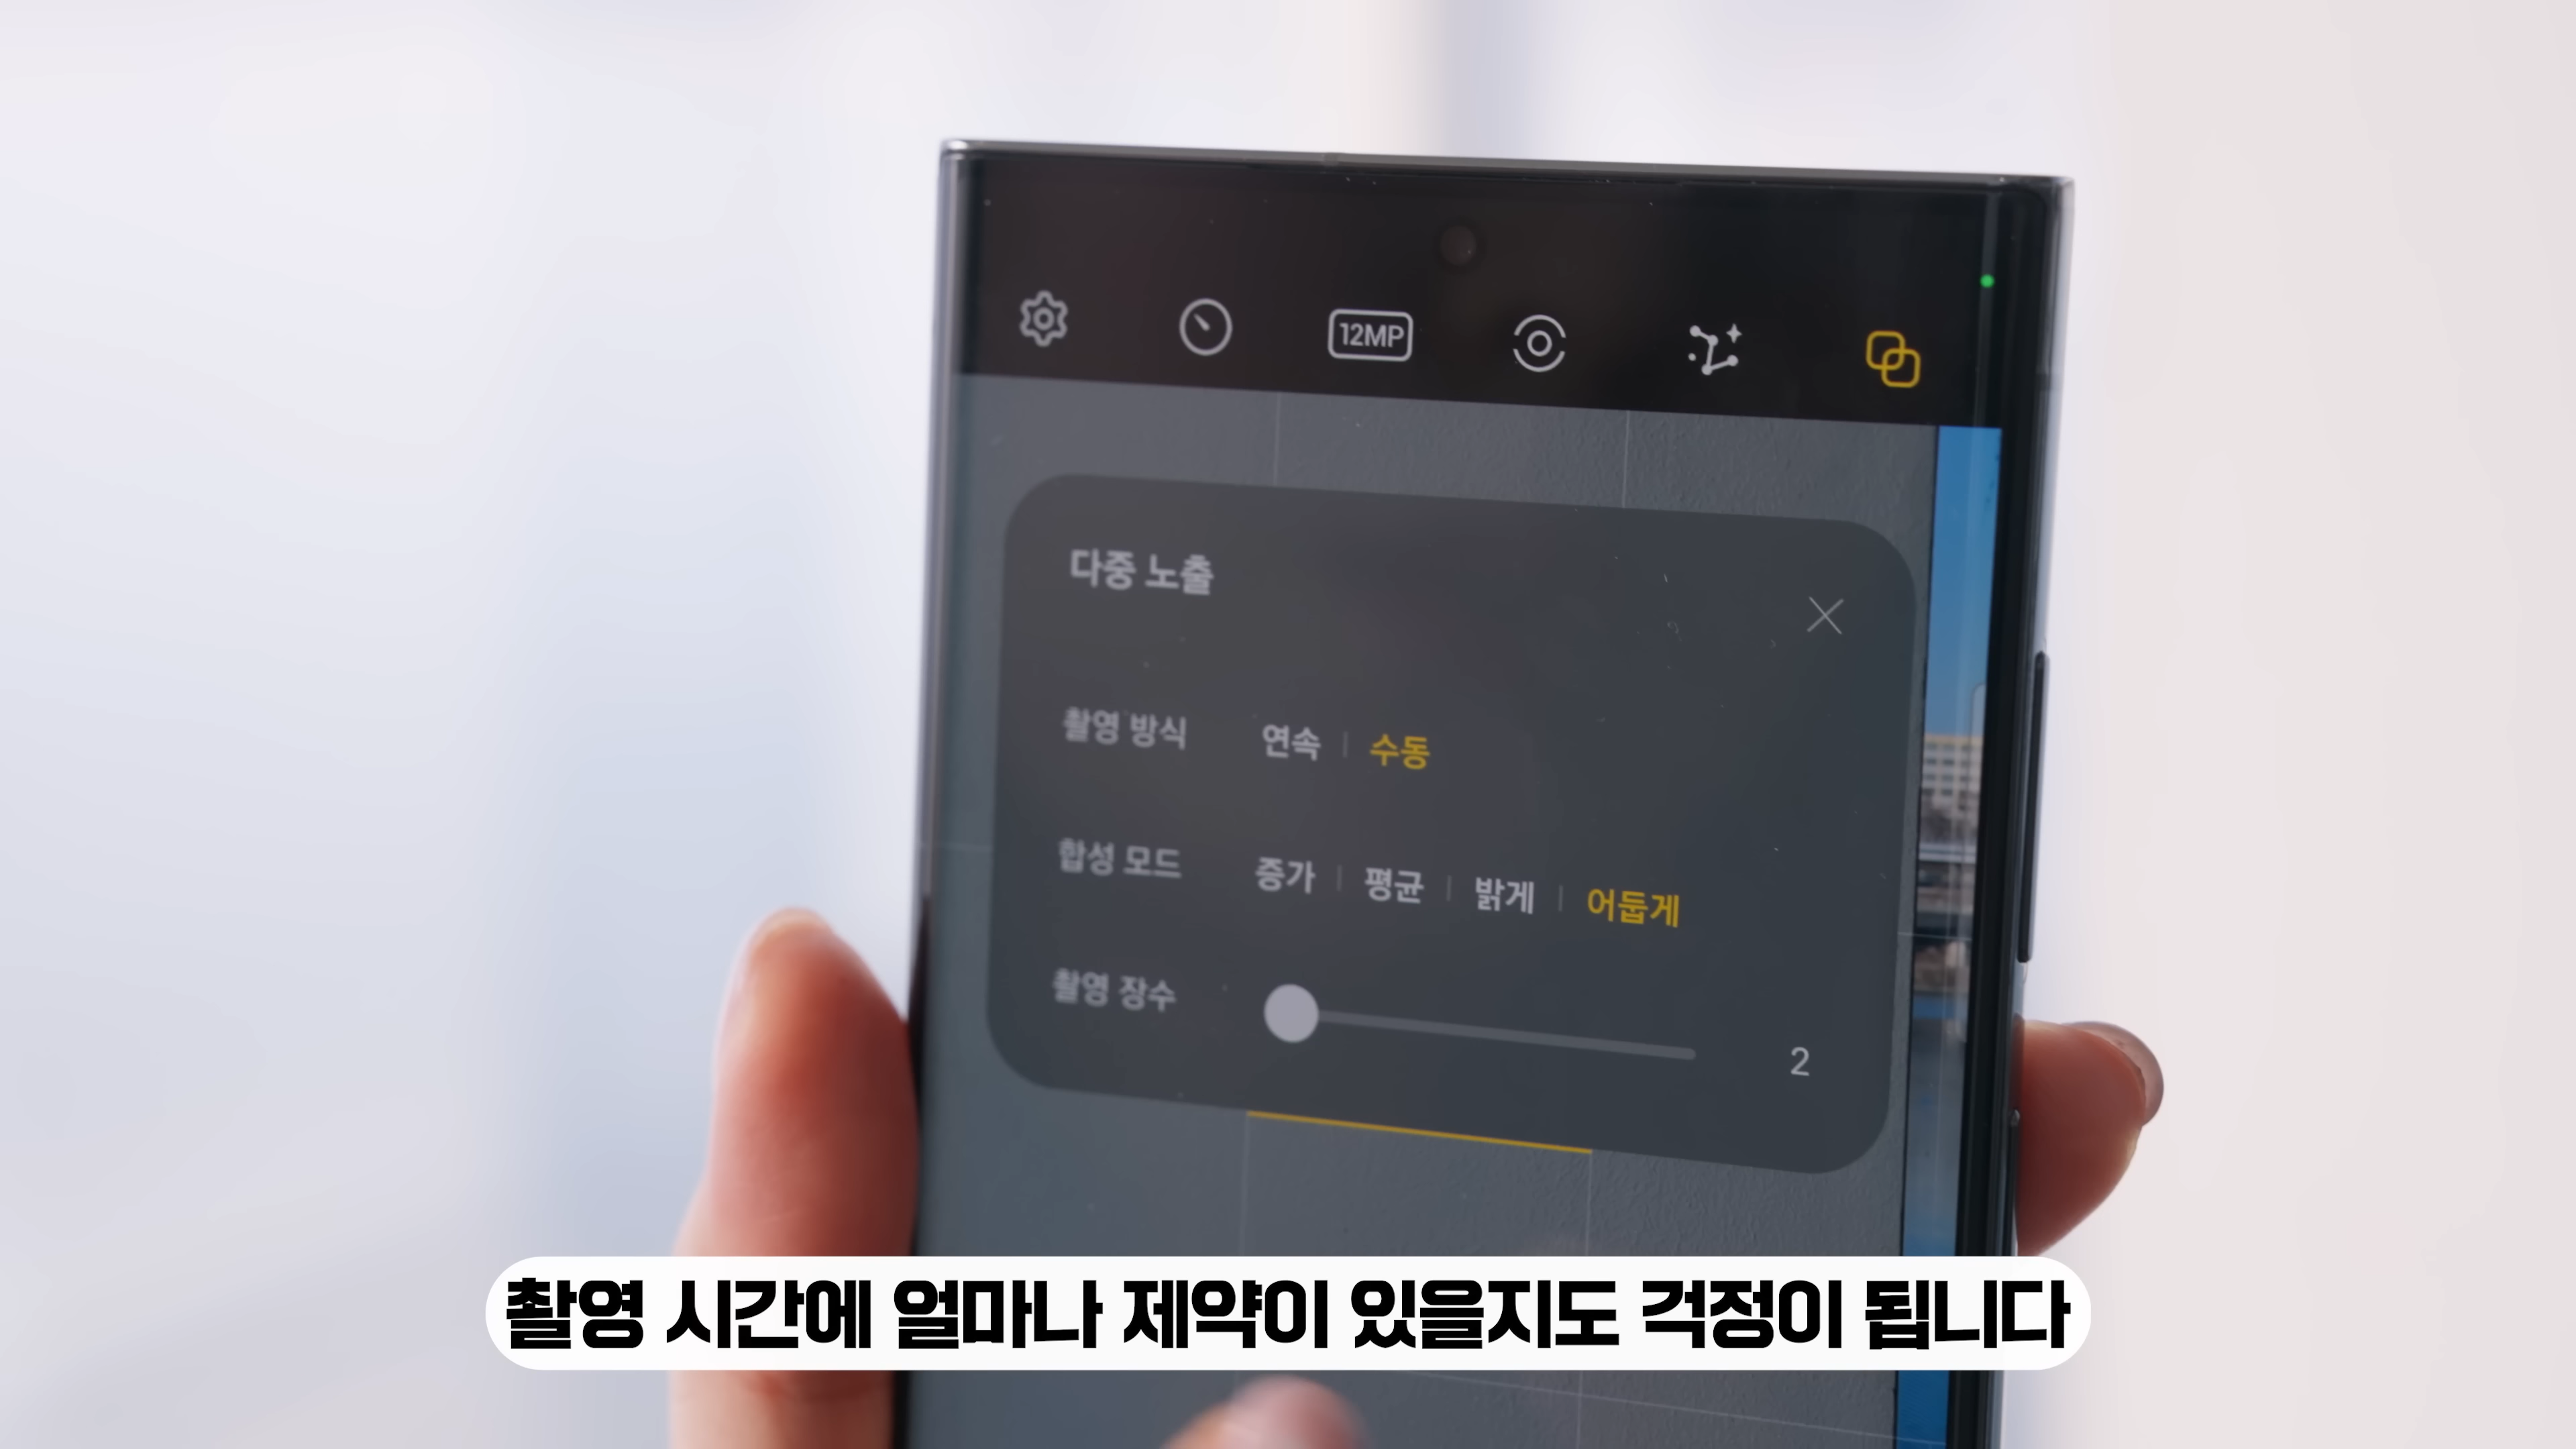 12MP
다중 노출
촬영 방식 연속 | 수동
합성 모드 증가 | 평균 | 밝게 | 어둡게
촬영 장수 2
촬영 시간에 얼마나 제약이 있을지도 걱정이 됩니다